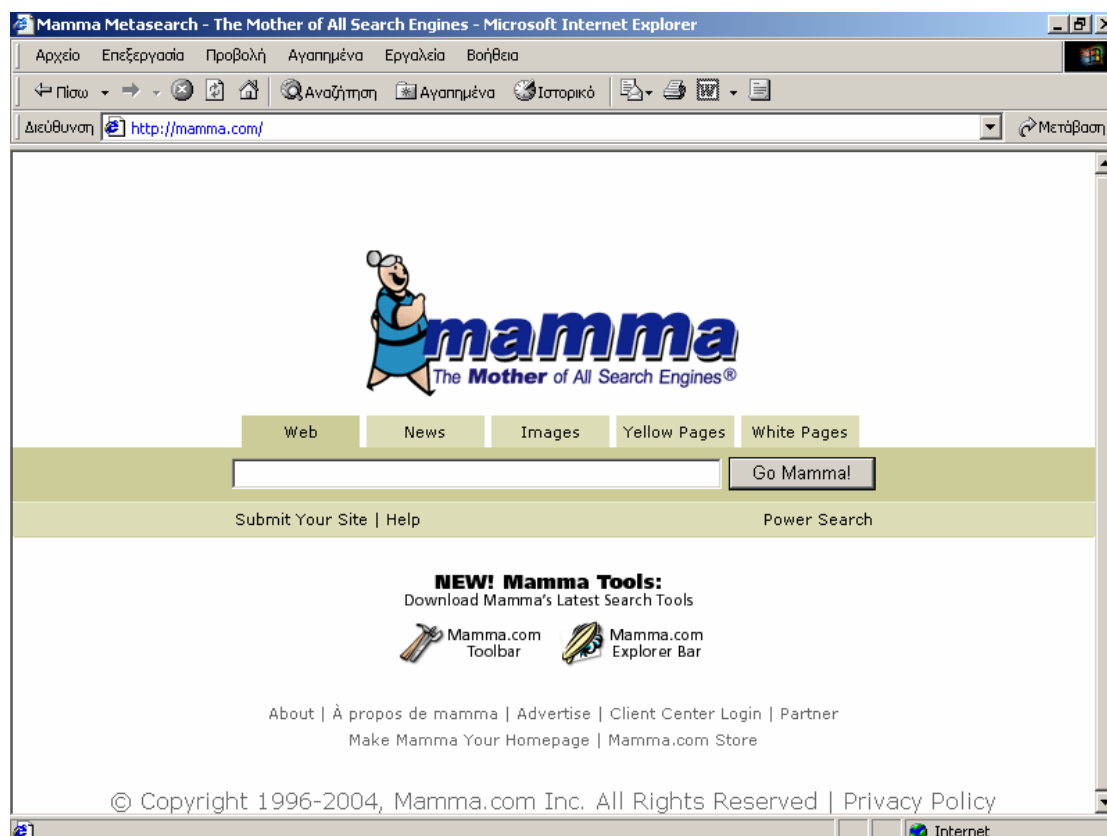 Mamma Metasearch - The Mother of All Search Engines - Microsoft Internet Explorer
Αρχείο Επεξεργασία Προβολή Αγαπημένα Εργαλεία Βοήθεια
Πίσω Αναζήτηση Αγαπημένα Ιστορικό
Διεύθυνση http://mamma.com/ Μετάβαση
mamma
The Mother of All Search Engines®
Web News Images Yellow Pages White Pages
Go Mamma!
Submit Your Site | Help Power Search
NEW! Mamma Tools:
Download Mamma's Latest Search Tools
Mamma.com Toolbar Mamma.com Explorer Bar
About | À propos de mamma | Advertise | Client Center Login | Partner
Make Mamma Your Homepage | Mamma.com Store
© Copyright 1996-2004, Mamma.com Inc. All Rights Reserved | Privacy Policy
Internet